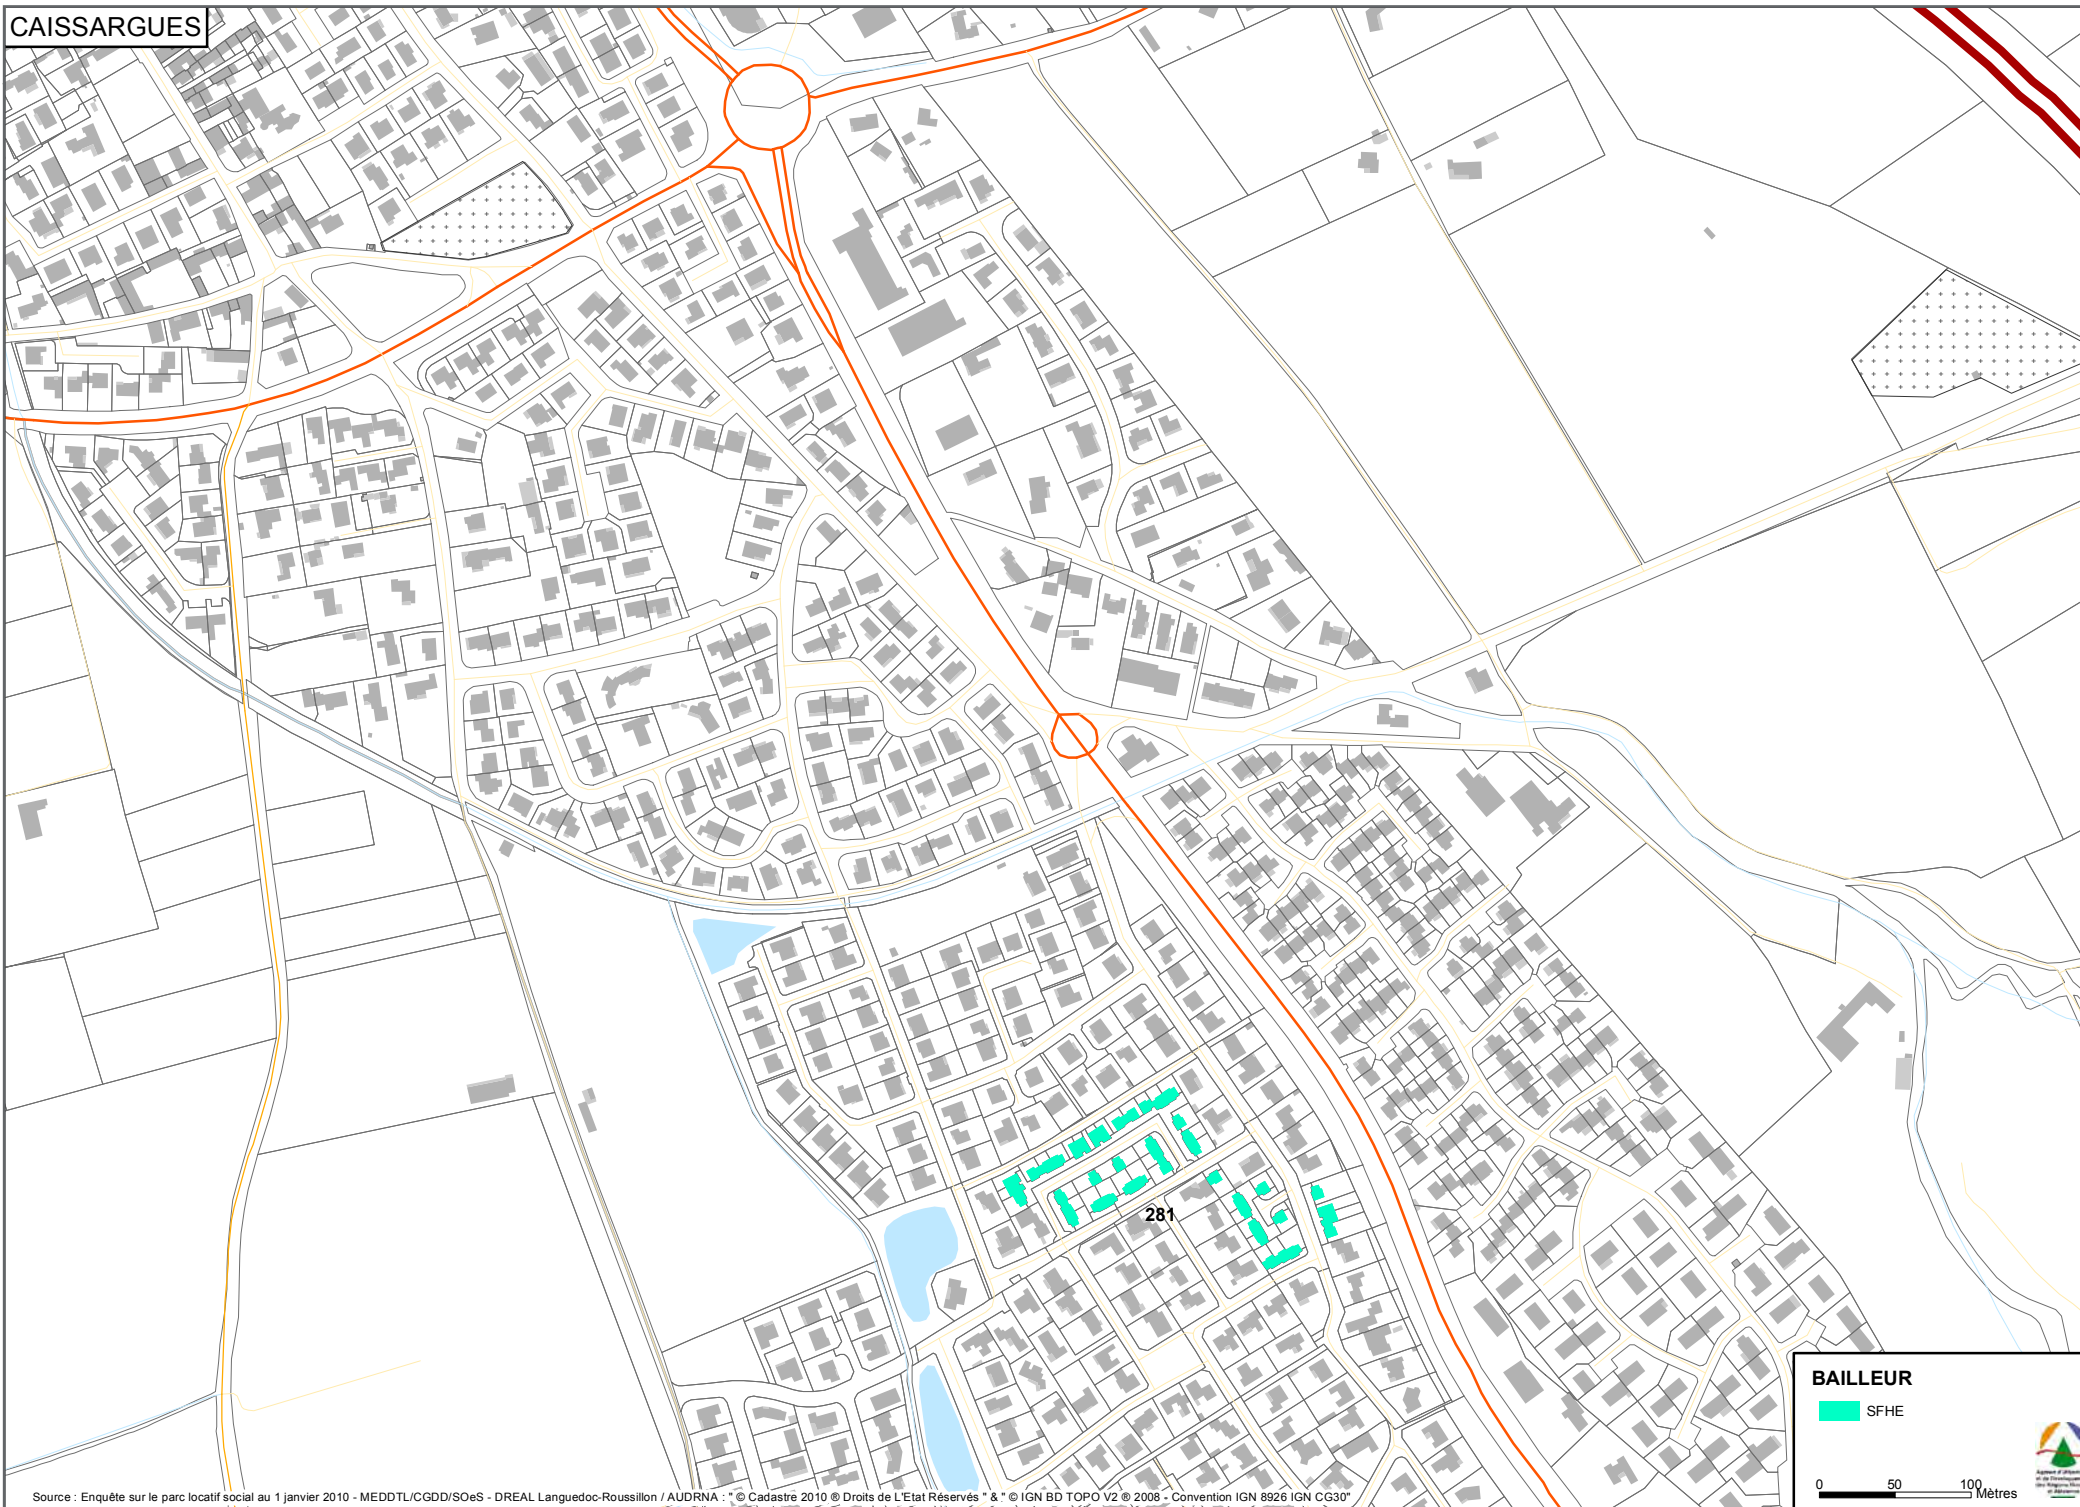 CAISSARGUES
281
BAILLEUR
SFHE
0 50 100
Mètres
Source : Enquête sur le parc locatif social au 1 janvier 2010 - MEDDTL/CGDD/SOeS - DREAL Languedoc-Roussillon / AUDRNA : " © Cadastre 2010 ® Droits de L'Etat Réservés " & " © IGN BD TOPO V2 ® 2008 - Convention IGN 8926 IGN CG30"